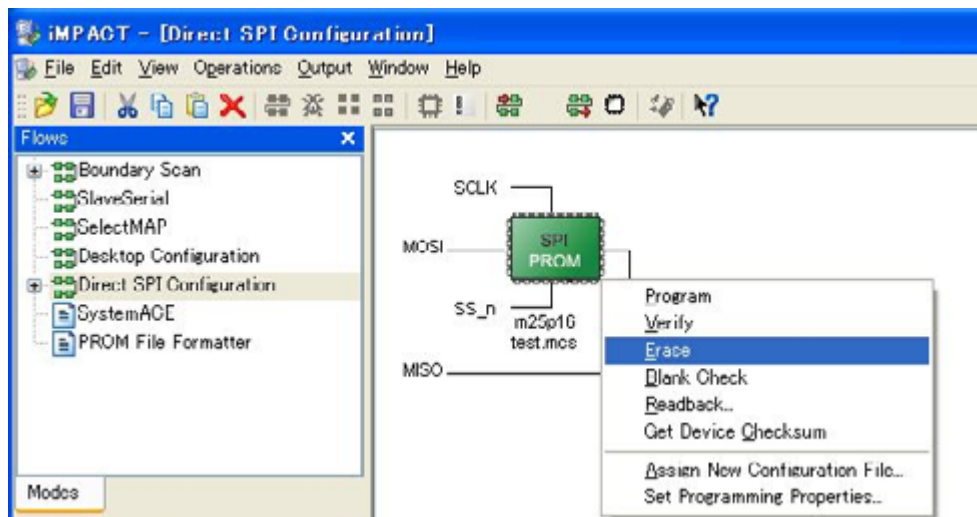 iMPACT - [Direct SPI Configuration]
File Edit View Operations Output Window Help
Flows
Boundary Scan
SlaveSerial
SelectMAP
Desktop Configuration
Direct SPI Configuration
SystemACE
PROM File Formatter
Modes
SCLK
MOSI
SPI
PROM
SS_n
m25p16
test.mcs
MISO
Program
Verify
Erace
Blank Check
Readback...
Get Device Checksum
Assign New Configuration File...
Set Programming Properties...